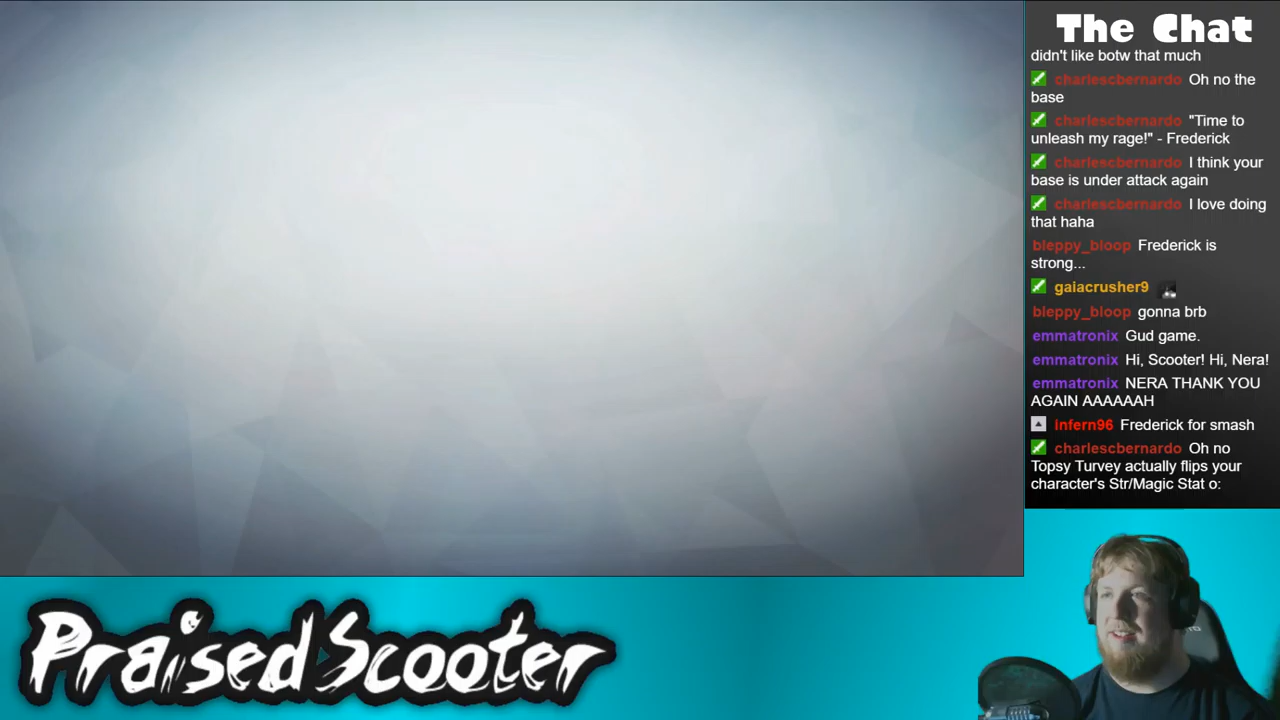 The Chat
didn't like botw that much
charlescbernardo Oh no the
base
charlescbernardo "Time to
unleash my rage!" - Frederick
charlescbernardo I think your
base is under attack again
charlescbernardo I love doing
that haha
bleppy_bloop Frederick is
strong...
gaiacrusher9
bleppy_bloop gonna brb
emmatronix Gud game.
emmatronix Hi, Scooter! Hi, Nera!
emmatronix NERA THANK YOU
AGAIN AAAAAAH
infern96 Frederick for smash
charlescbernardo Oh no
Topsy Turvey actually flips your
character's Str/Magic Stat o:
PraisedScooter